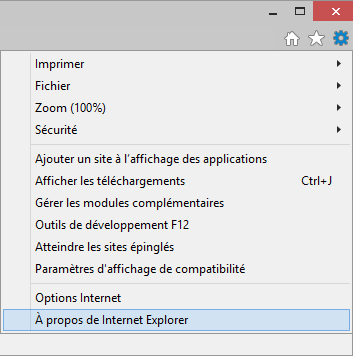 Imprimer
Fichier
Zoom (100%)
Sécurité
Ajouter un site à l'affichage des applications
Afficher les téléchargements Ctrl+J
Gérer les modules complémentaires
Outils de développement F12
Atteindre les sites épinglés
Paramètres d'affichage de compatibilité
Options Internet
À propos de Internet Explorer